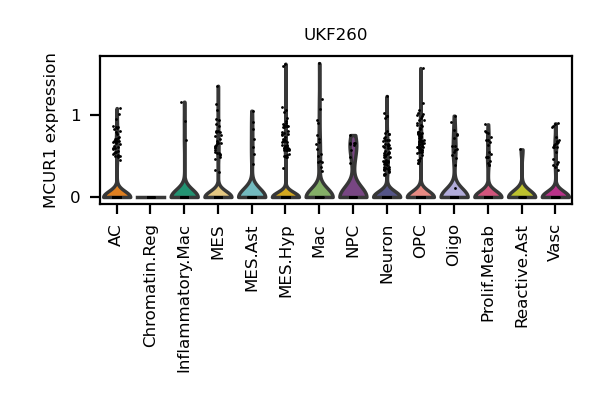 UKF260
MCUR1 expression
1
0
AC
Chromatin.Reg
Inflammatory.Mac
MES
MES.Ast
MES.Hyp
Mac
NPC
Neuron
OPC
Oligo
Prolif.Metab
Reactive.Ast
Vasc